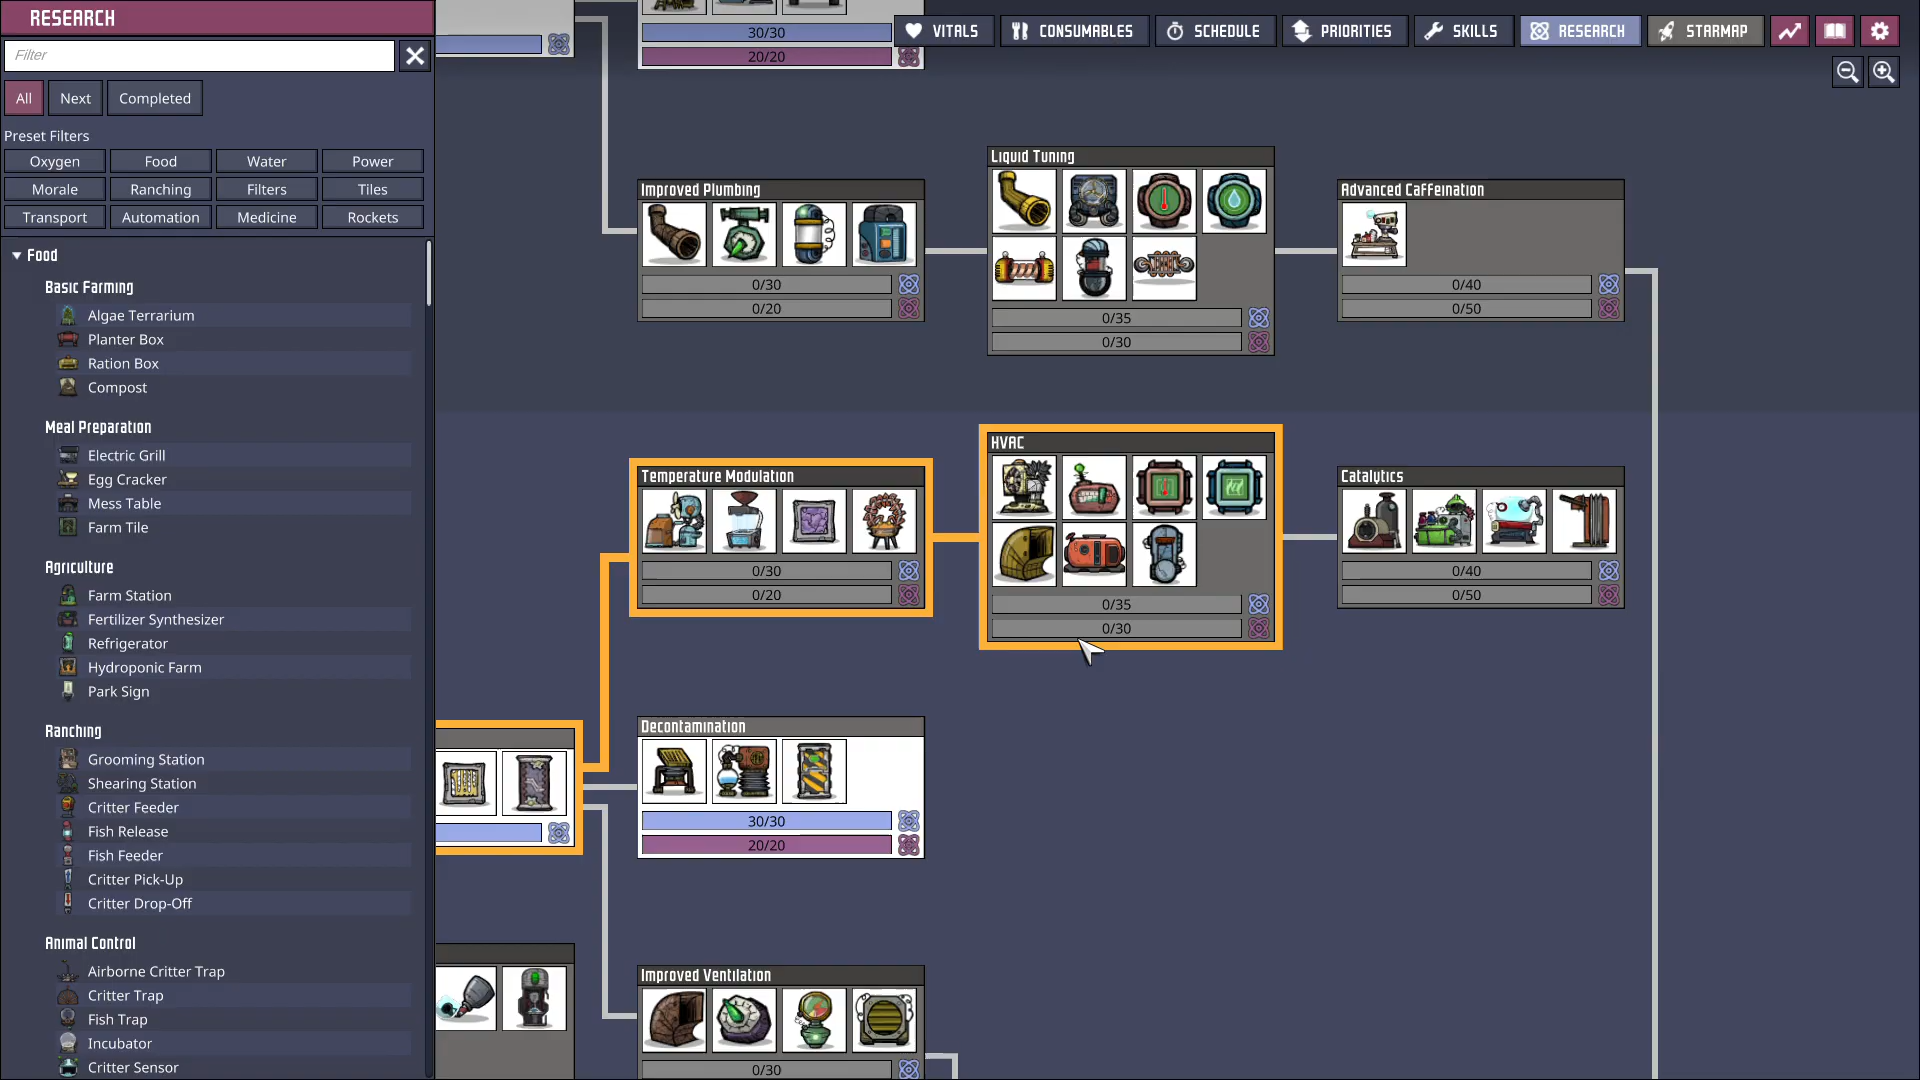 RESEARCH
VITALS
CONSUMABLES
SCHEDULE
PRIORITIES
SKILLS
RESEARCH
STARMAP
Filter
All
Next
Completed
Preset Filters
Oxygen
Food
Water
Power
Morale
Ranching
Filters
Tiles
Transport
Automation
Medicine
Rockets
Food
Basic Farming
Algae Terrarium
Planter Box
Ration Box
Compost
Meal Preparation
Electric Grill
Egg Cracker
Mess Table
Farm Tile
Agriculture
Farm Station
Fertilizer Synthesizer
Refrigerator
Hydroponic Farm
Park Sign
Ranching
Grooming Station
Shearing Station
Critter Feeder
Fish Release
Fish Feeder
Critter Pick-Up
Critter Drop-Off
Animal Control
Airborne Critter Trap
Critter Trap
Fish Trap
Incubator
Critter Sensor
30/30
20/20
Improved Plumbing
0/30
0/20
Liquid Tuning
0/35
0/30
Advanced Caffeination
0/40
0/50
Temperature Modulation
0/30
0/20
HVAC
0/35
0/30
Catalytics
0/40
0/50
Decontamination
30/30
20/20
Improved Ventilation
0/30